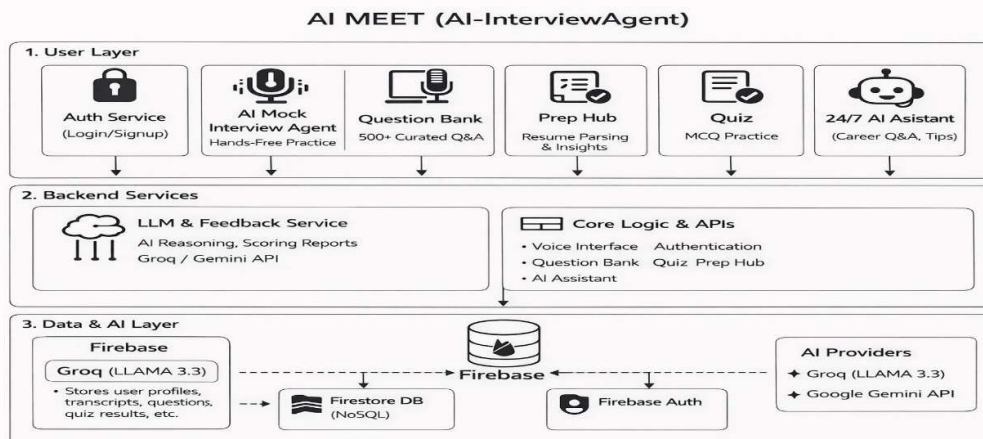 AI MEET (AI-InterviewAgent)
1. User Layer
Auth Service
(Login/Signup)
AI Mock
Interview Agent
Hands-Free Practice
Question Bank
500+ Curated Q&A
Prep Hub
Resume Parsing
& Insights
Quiz
MCQ Practice
24/7 AI Asistant
(Career Q&A, Tips)
2. Backend Services
LLM & Feedback Service
AI Reasoning, Scoring Reports
Groq / Gemini API
Core Logic & APIs
• Voice Interface Authentication
• Question Bank Quiz Prep Hub
• AI Assistant
3. Data & AI Layer
Firebase
Groq (LLAMA 3.3)
• Stores user profiles,
transcripts, questions,
quiz results, etc.
Firebase
Firestore DB
(NoSQL)
Firebase Auth
AI Providers
Groq (LLAMA 3.3)
Google Gemini API